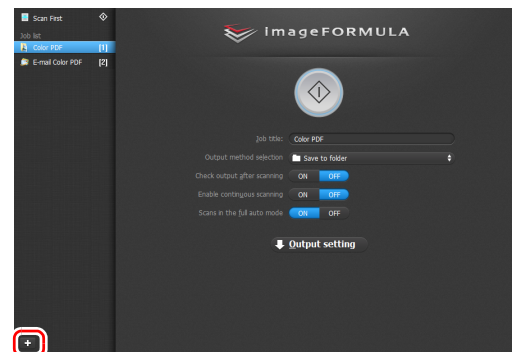 Scan First
Job list
Color PDF [1]
E-mail Color PDF [2]
imageFORMULA
Job title: Color PDF
Output method selection Save to folder
Check output after scanning ON OFF
Enable continuous scanning ON OFF
Scans in the full auto mode ON OFF
Output setting
+